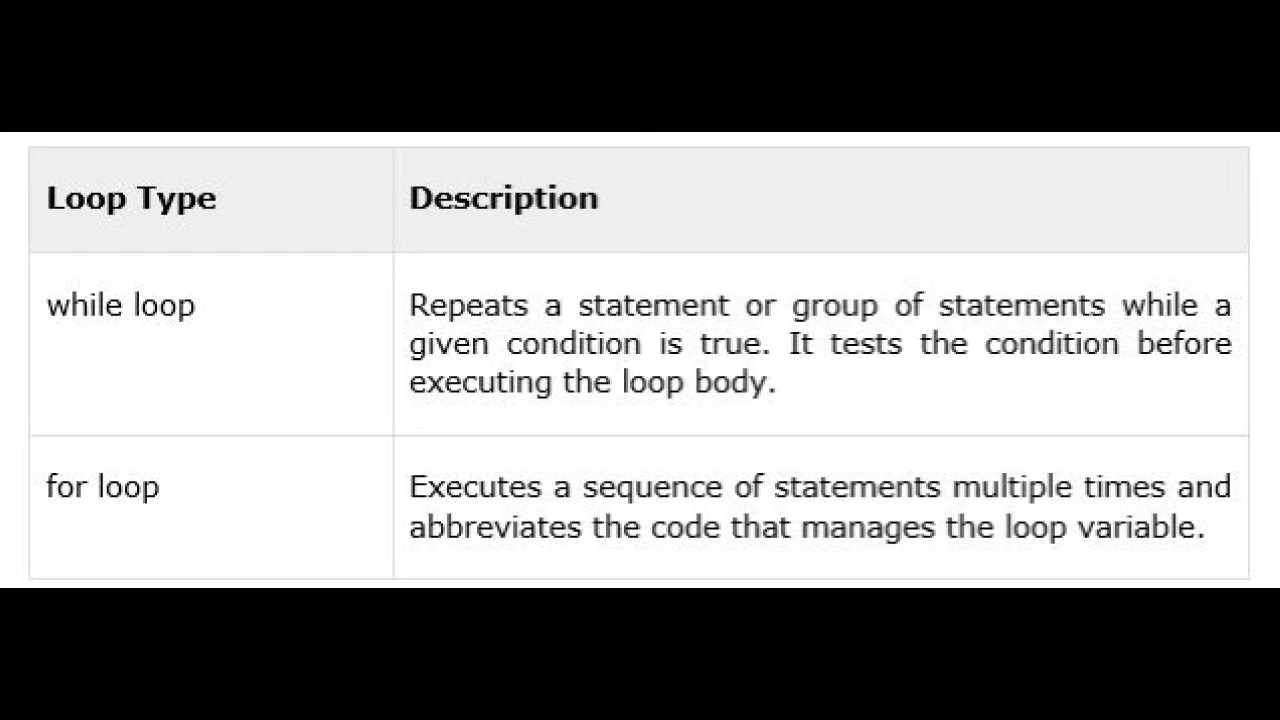 Loop Type
Description
while loop
Repeats a statement or group of statements while a
given condition is true. It tests the condition before
executing the loop body.
for loop
Executes a sequence of statements multiple times and
abbreviates the code that manages the loop variable.